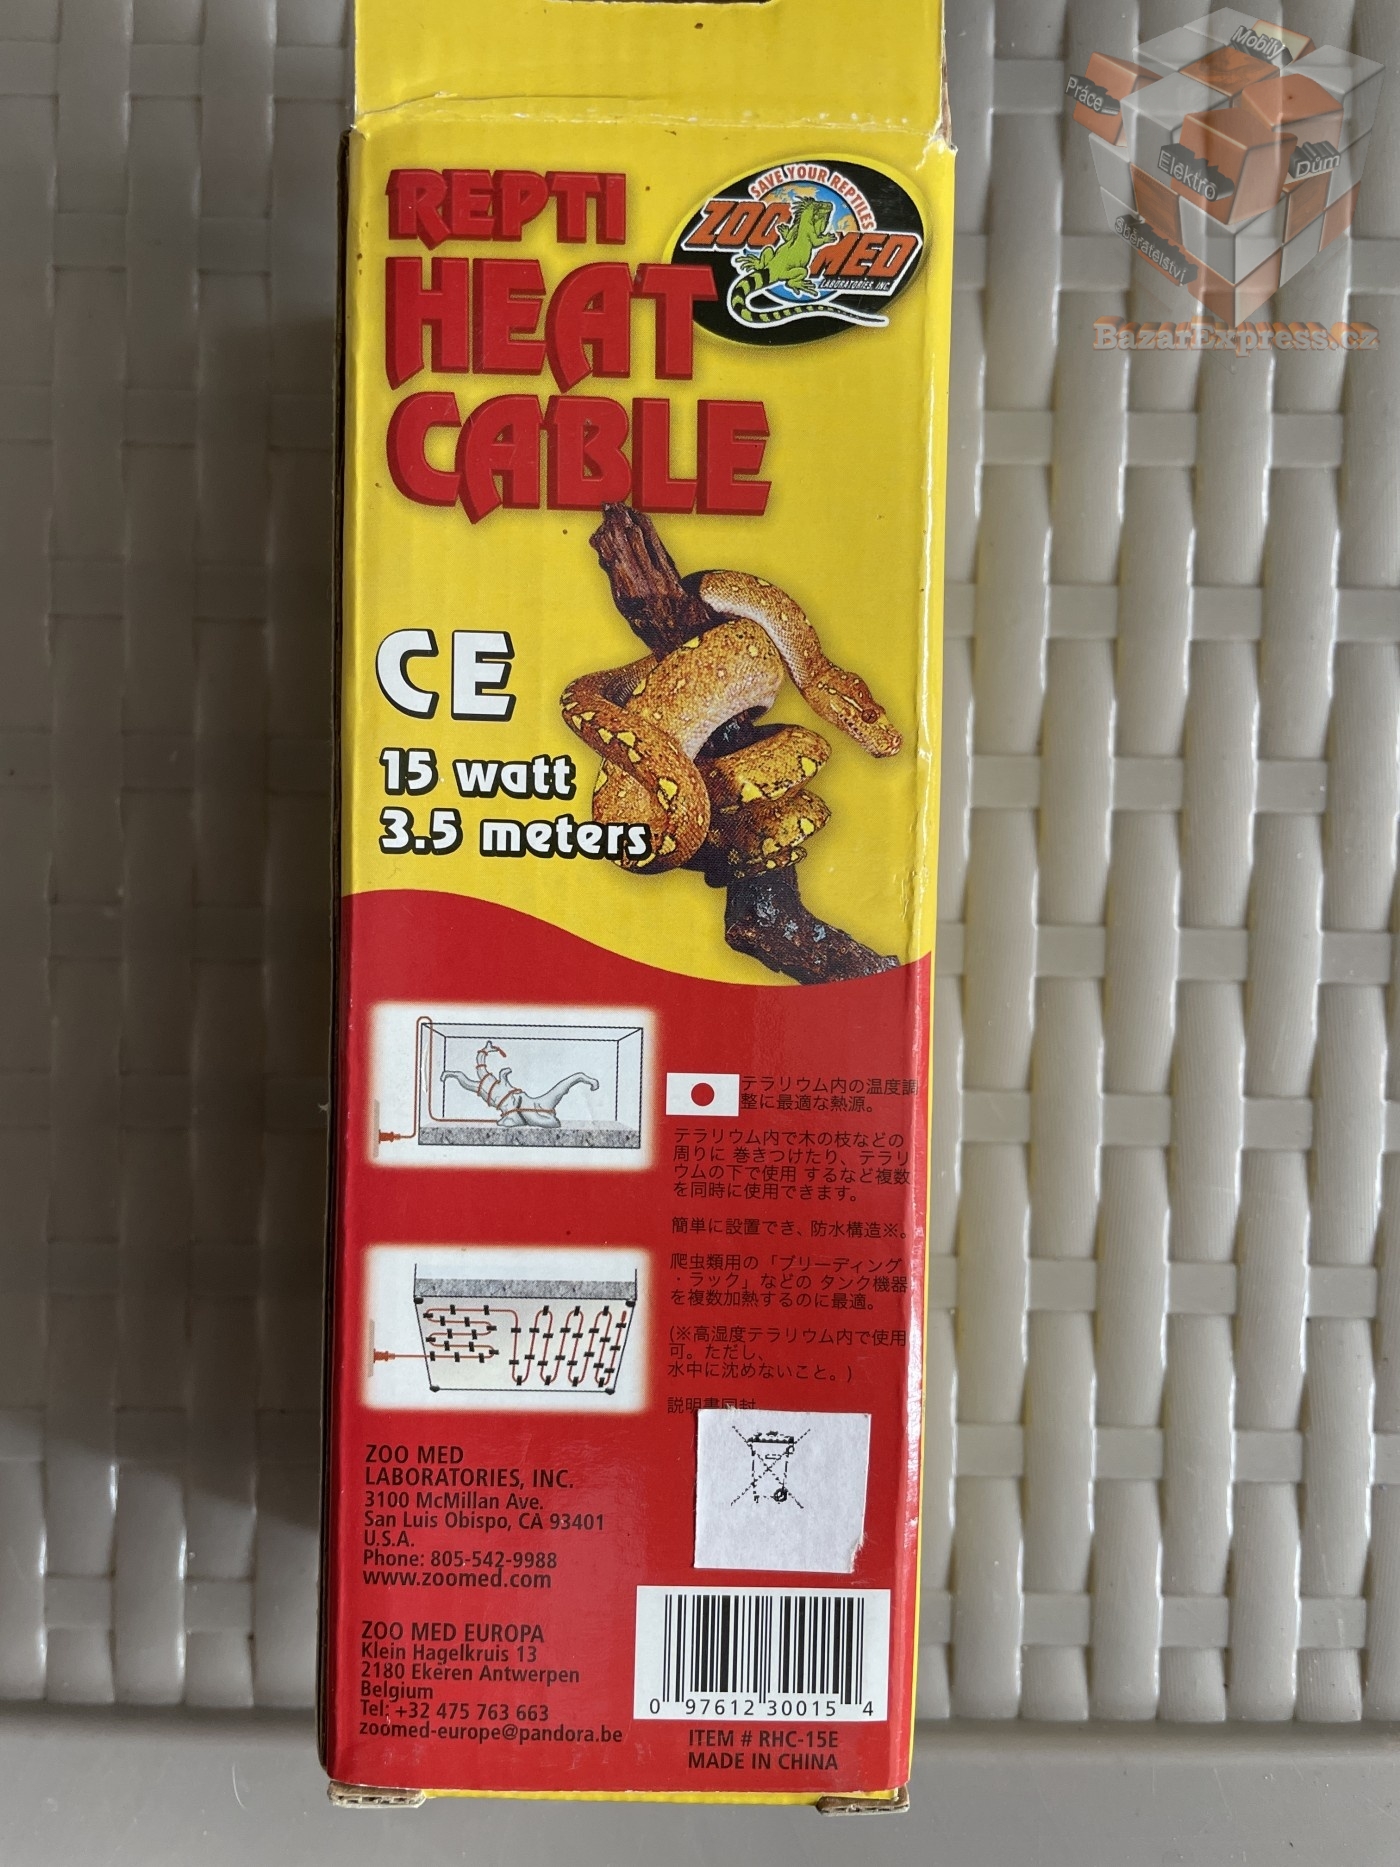 REPTI
HEAT
CABLE
SAVE YOUR REPTILES
ZOO MED
LABORATORIES, INC.
CE
15 watt
3.5 meters
テラリウム内の温度調
整に最適な熱源。
テラリウム内で木の枝などの
周りに 巻きつけたり、テラリ
ウムの下で使用 するなど複数
を同時に使用できます。
簡単に設置でき、防水構造※。
爬虫類用の「ブリーディング
・ラック」などの タンク機器
を複数加熱するのに最適。
(※高湿度テラリウム内で使用
可。ただし、
水中に沈めないこと。)
説明書同封
ZOO MED
LABORATORIES, INC.
3100 McMillan Ave.
San Luis Obispo, CA 93401
U.S.A.
Phone: 805-542-9988
www.zoomed.com
ZOO MED EUROPA
Klein Hagelkruis 13
2180 Ekeren Antwerpen
Belgium
Tel: +32 475 763 663
zoomed-europe@pandora.be
0 97612 30015 4
ITEM # RHC-15E
MADE IN CHINA
Mobily
Práce
Elektro
Dům
Sběratelství
BazarExpress.cz